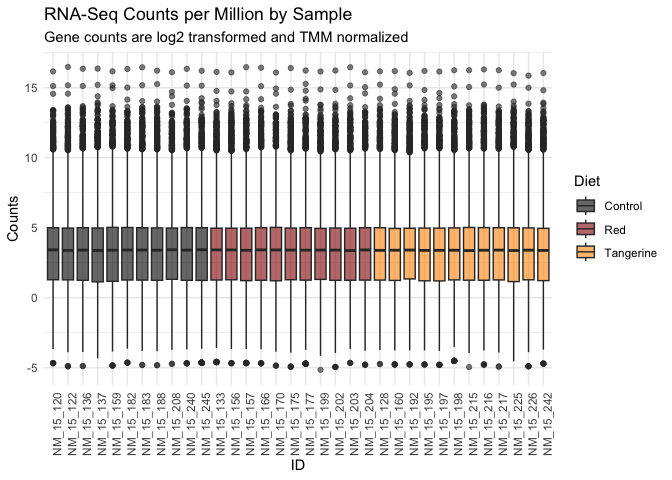 RNA-Seq Counts per Million by Sample
Gene counts are log2 transformed and TMM normalized
15
10
5
0
-5
Counts
NM_15_120
NM_15_122
NM_15_136
NM_15_137
NM_15_159
NM_15_182
NM_15_183
NM_15_188
NM_15_208
NM_15_240
NM_15_245
NM_15_133
NM_15_156
NM_15_157
NM_15_166
NM_15_170
NM_15_175
NM_15_177
NM_15_199
NM_15_202
NM_15_203
NM_15_204
NM_15_128
NM_15_160
NM_15_192
NM_15_195
NM_15_197
NM_15_198
NM_15_215
NM_15_216
NM_15_217
NM_15_225
NM_15_226
NM_15_242
ID
Diet
Control
Red
Tangerine